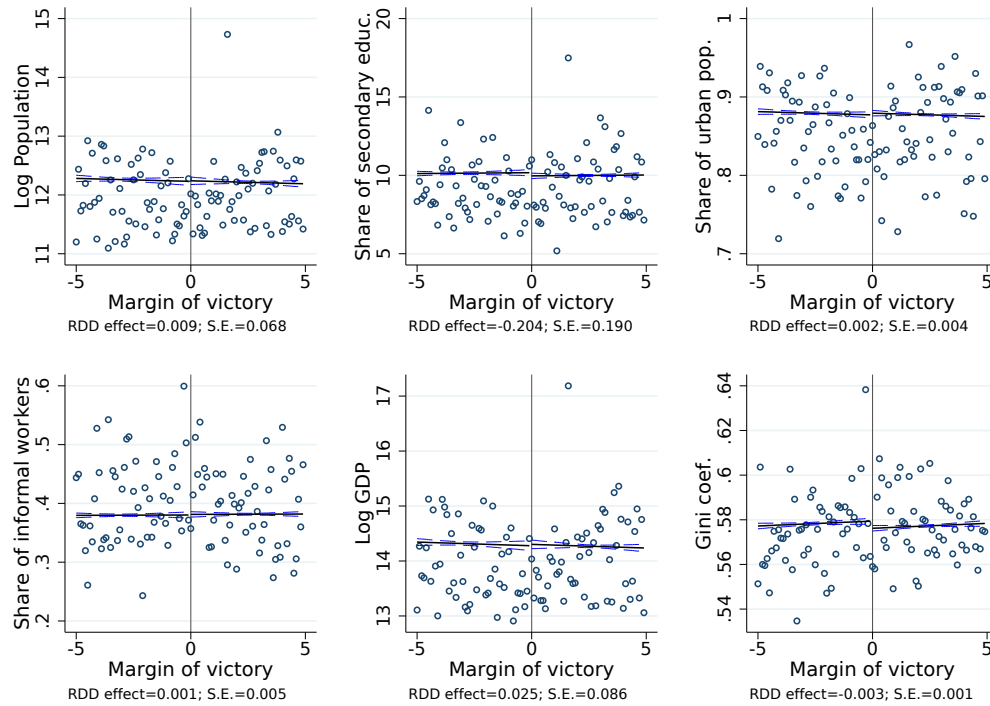 Log Population
15
14
13
12
11
-5 0 5
Margin of victory
RDD effect=0.009; S.E.=0.068
Share of secondary educ.
20
15
10
5
-5 0 5
Margin of victory
RDD effect=-0.204; S.E.=0.190
Share of urban pop.
1
.9
.8
.7
-5 0 5
Margin of victory
RDD effect=0.002; S.E.=0.004
Share of informal workers
.6
.5
.4
.3
.2
-5 0 5
Margin of victory
RDD effect=0.001; S.E.=0.005
Log GDP
17
16
15
14
13
-5 0 5
Margin of victory
RDD effect=0.025; S.E.=0.086
Gini coef.
.64
.62
.6
.58
.56
.54
-5 0 5
Margin of victory
RDD effect=-0.003; S.E.=0.001